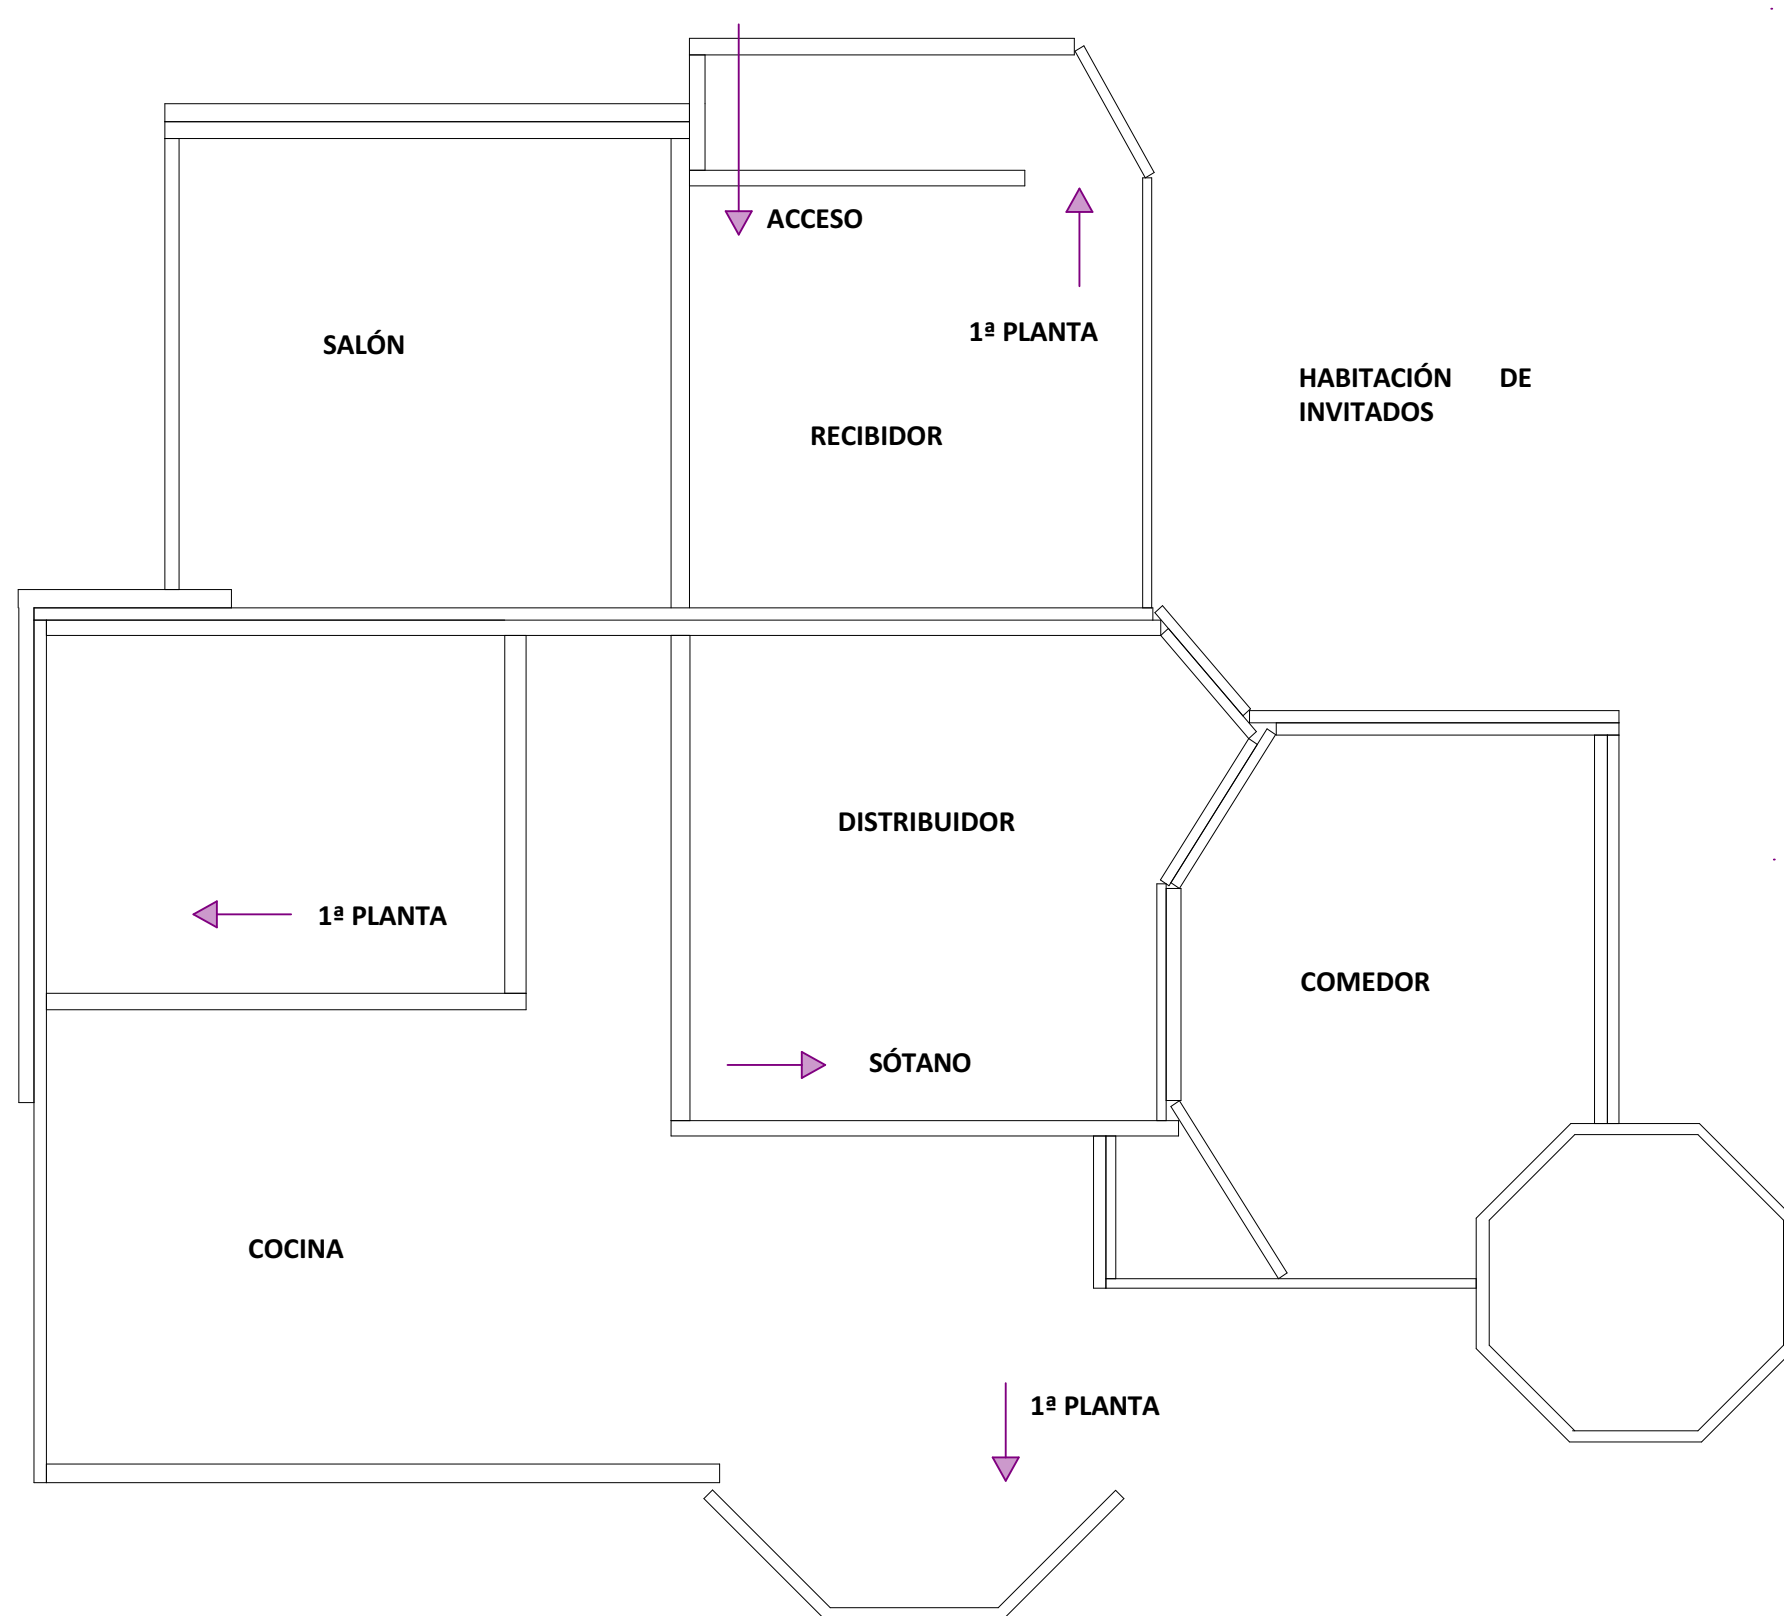 ACCESO
1ª PLANTA
SALÓN
HABITACIÓN DE
INVITADOS
RECIBIDOR
DISTRIBUIDOR
1ª PLANTA
COMEDOR
SÓTANO
COCINA
1ª PLANTA